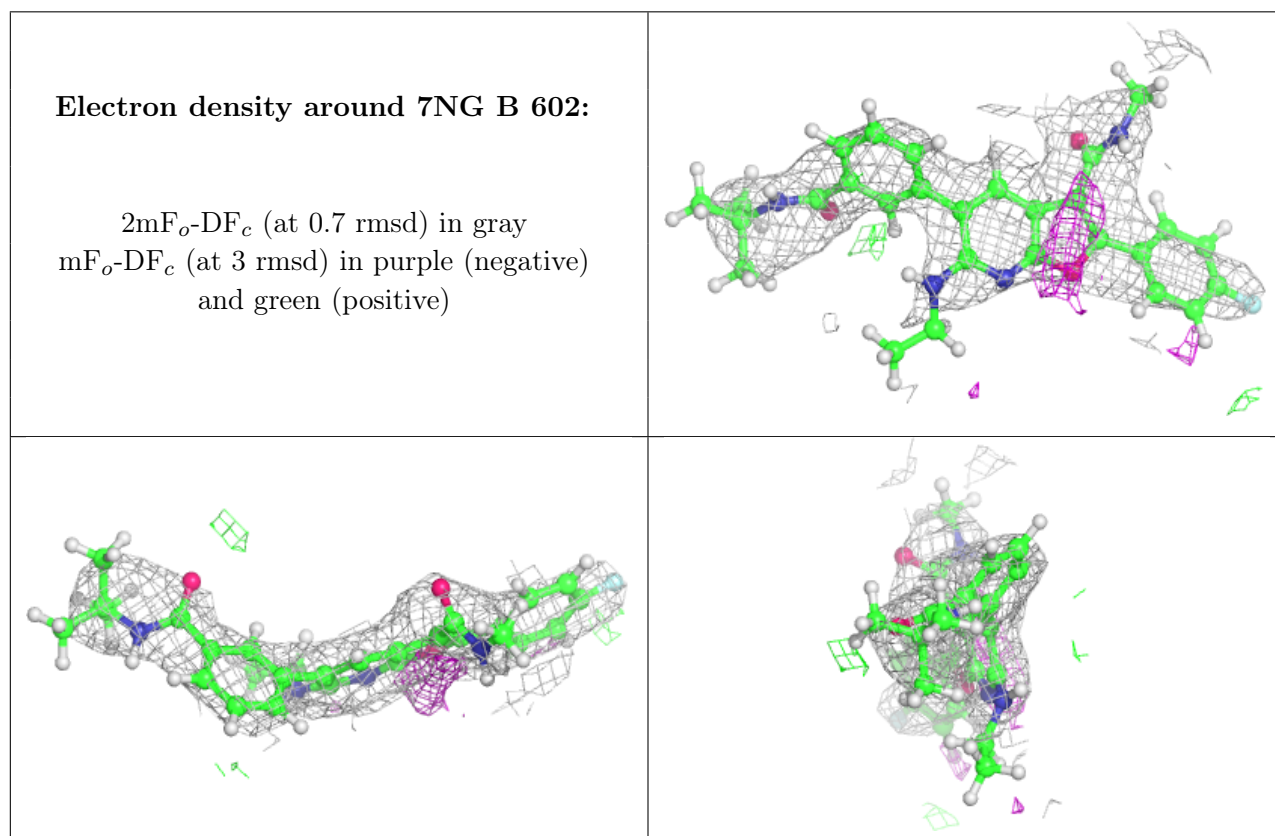 Electron density around 7NG B 602:
2mFo-DFc (at 0.7 rmsd) in gray
mFo-DFc (at 3 rmsd) in purple (negative)
and green (positive)